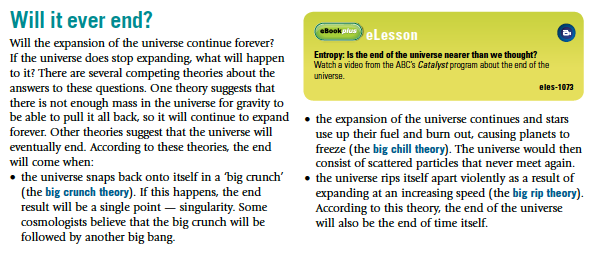 Will it ever end?
Will the expansion of the universe continue forever?
If the universe does stop expanding, what will happen
to it? There are several competing theories about the
answers to these questions. One theory suggests that
there is not enough mass in the universe for gravity to
be able to pull it all back, so it will continue to expand
forever. Other theories suggest that the universe will
eventually end. According to these theories, the end
will come when:
• the universe snaps back onto itself in a 'big crunch'
(the big crunch theory). If this happens, the end
result will be a single point — singularity. Some
cosmologists believe that the big crunch will be
followed by another big bang.
eBookplus eLesson
Entropy: Is the end of the universe nearer than we thought?
Watch a video from the ABC's Catalyst program about the end of the
universe.
eles-1073
• the expansion of the universe continues and stars
use up their fuel and burn out, causing planets to
freeze (the big chill theory). The universe would then
consist of scattered particles that never meet again.
• the universe rips itself apart violently as a result of
expanding at an increasing speed (the big rip theory).
According to this theory, the end of the universe
will also be the end of time itself.